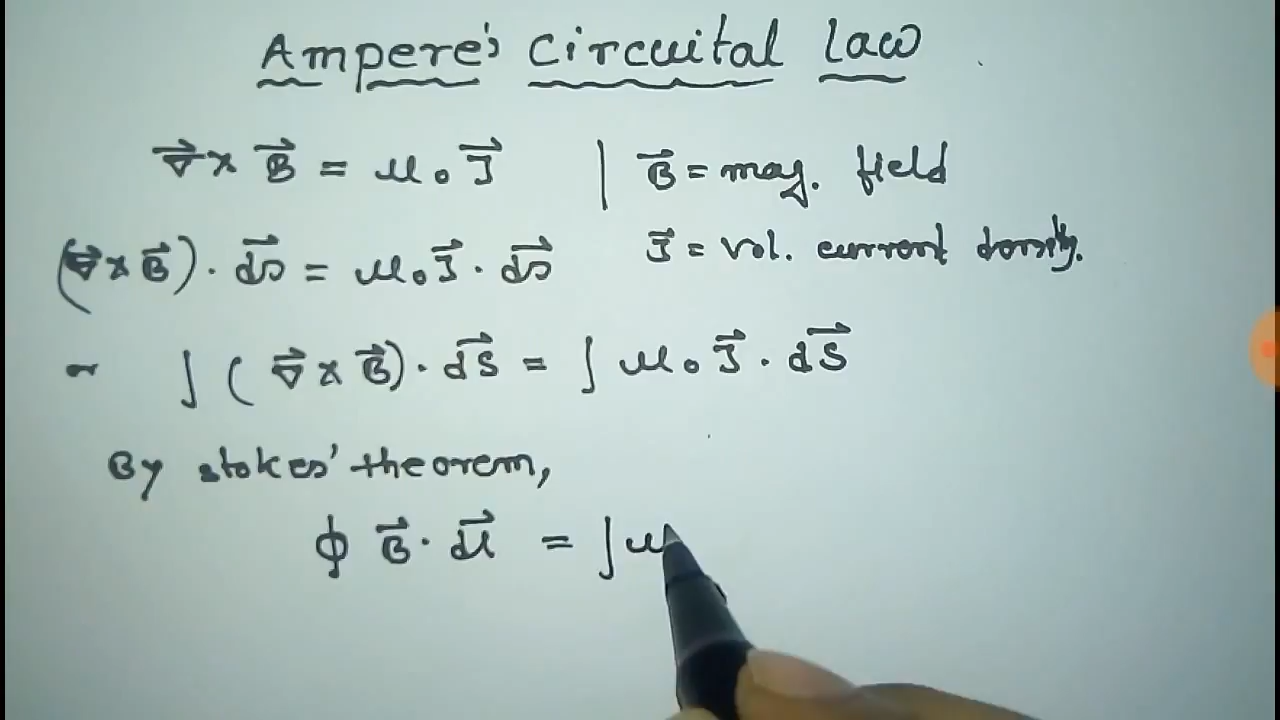 Ampere's Circuital Law
∇⃗ × B⃗ = μ₀ J⃗ | B⃗ = mag. field
(∇⃗ × B⃗) · ds⃗ = μ₀ J⃗ · ds⃗ J⃗ = vol. current density.
or ∫ (∇⃗ × B⃗) · dS⃗ = ∫ μ₀ J⃗ · dS⃗
By stokes' theorem,
∮ B⃗ · dl⃗ = ∫ μ